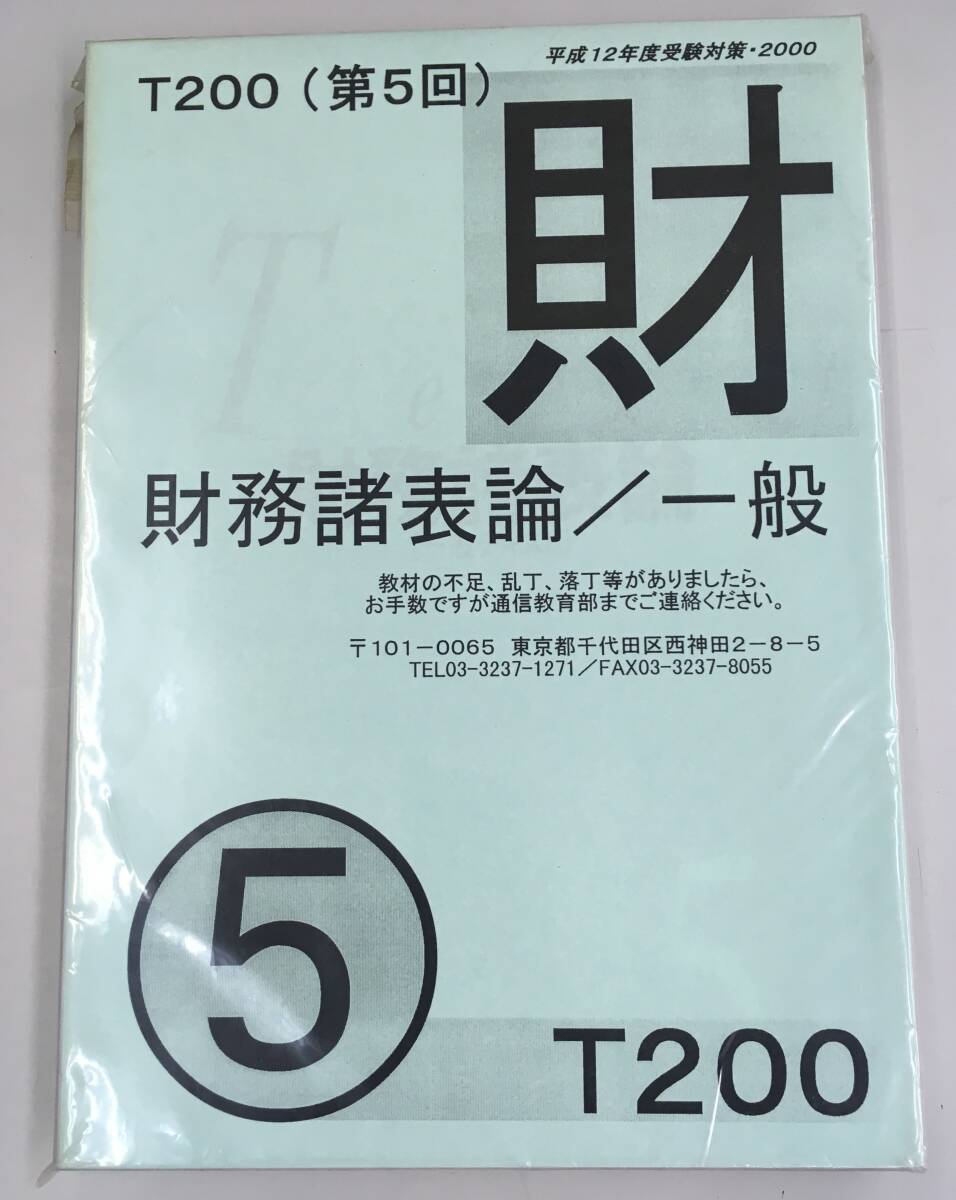 平成12年度受験対策・2000
T200（第5回）
財
財務諸表論／一般
教材の不足、乱丁、落丁等がありましたら、
お手数ですが通信教育部までご連絡ください。
〒101－0065 東京都千代田区西神田2－8－5
TEL03-3237-1271／FAX03-3237-8055
5
T200